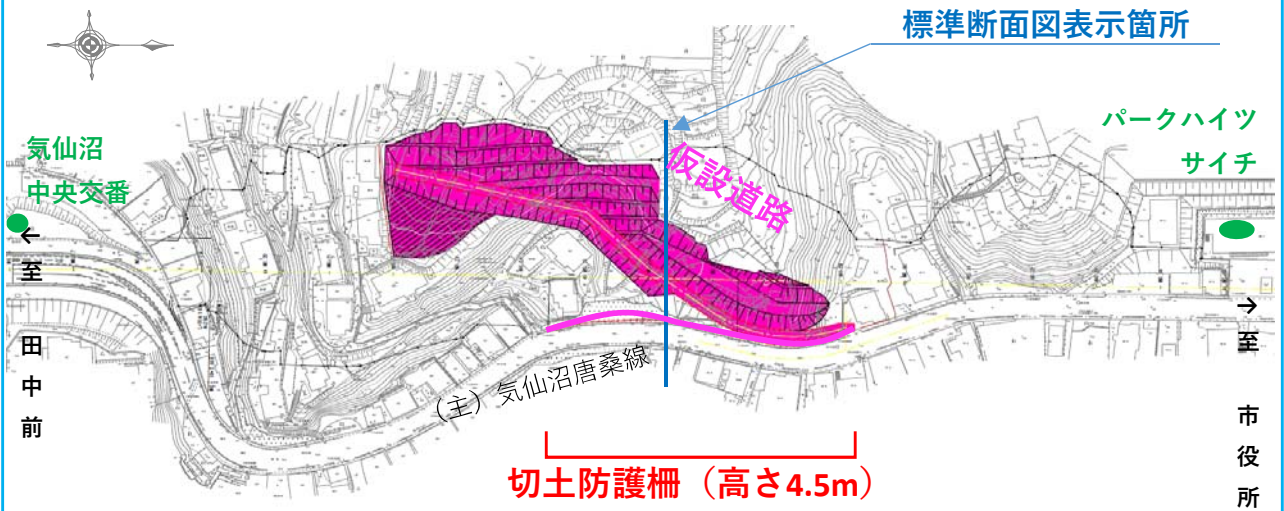 標準断面図表示箇所
気仙沼
中央交番
←至 田中前
パークハイツ
サイチ
→至 市役所
仮設道路
（主）気仙沼唐桑線
切土防護柵（高さ4.5m）